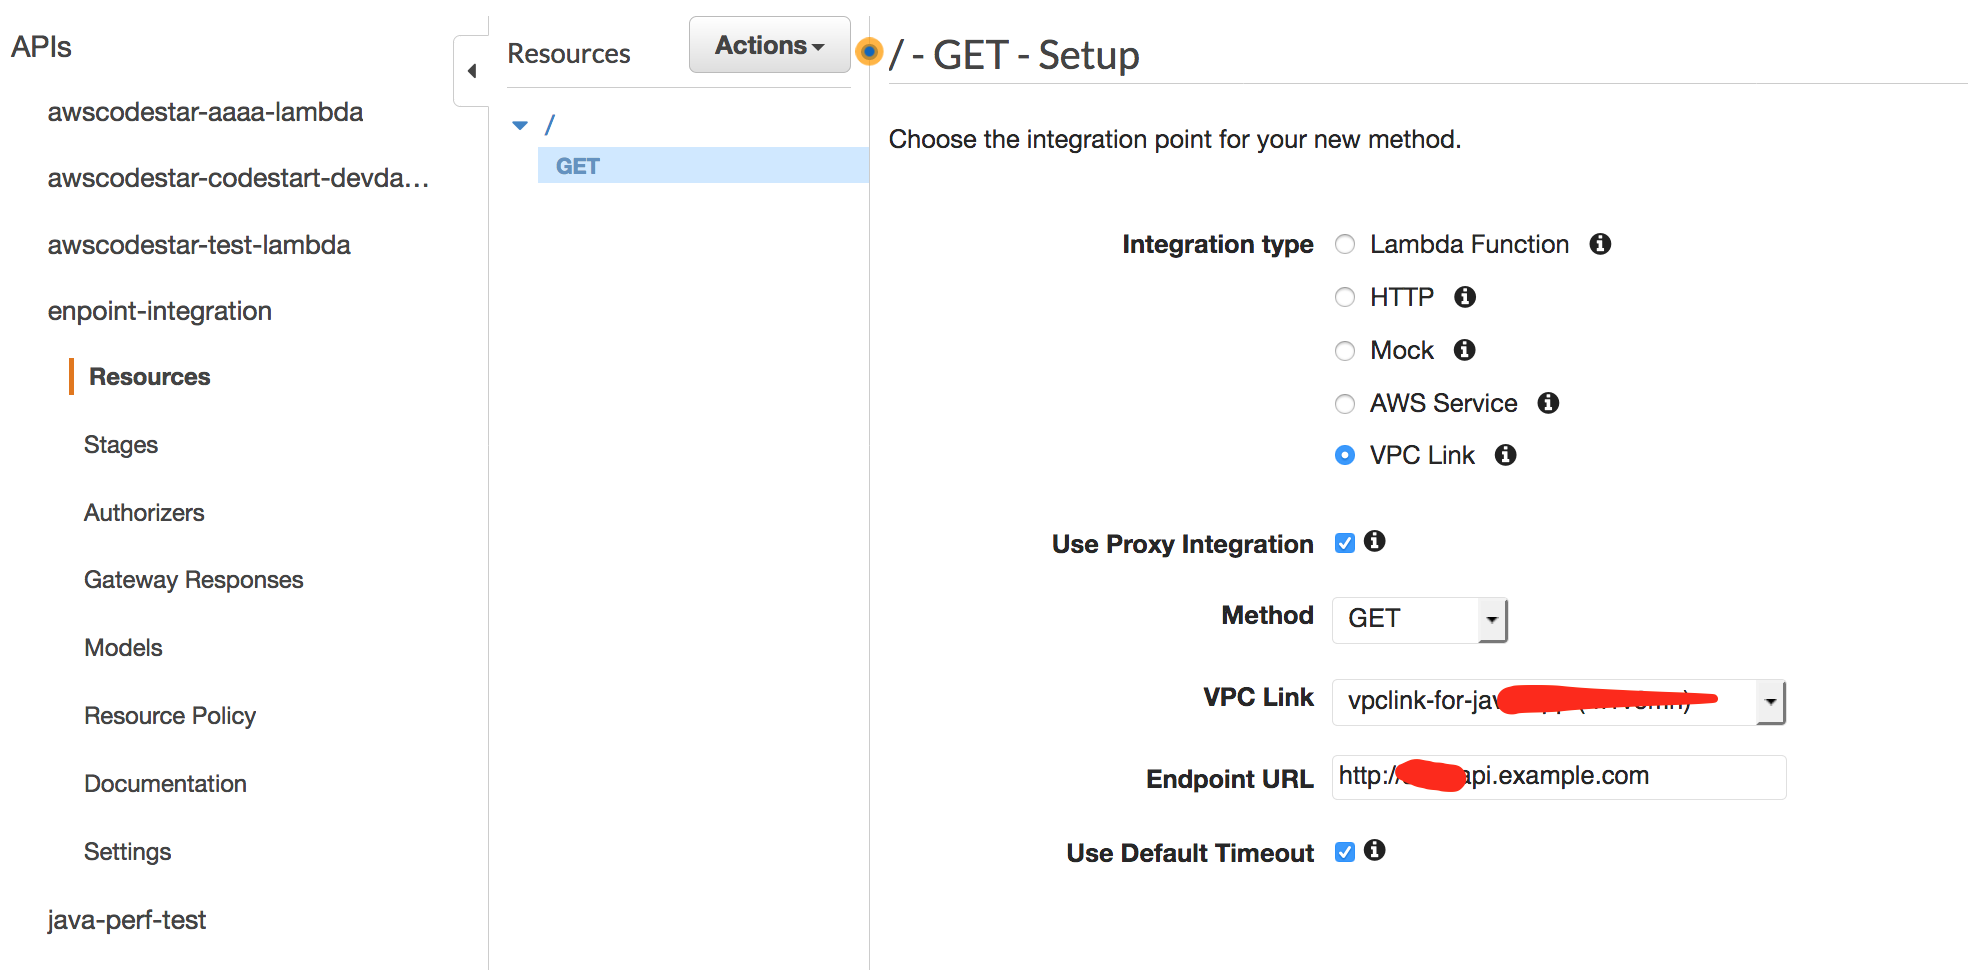 APIs
awscodestar-aaaa-lambda
awscodestar-codestart-devda...
awscodestar-test-lambda
enpoint-integration
Resources
Stages
Authorizers
Gateway Responses
Models
Resource Policy
Documentation
Settings
java-perf-test
Resources
Actions
/
GET
/ - GET - Setup
Choose the integration point for your new method.
Integration type
Lambda Function
HTTP
Mock
AWS Service
VPC Link
Use Proxy Integration
Method
GET
VPC Link
vpclink-for-jav
Endpoint URL
http:/ api.example.com
Use Default Timeout